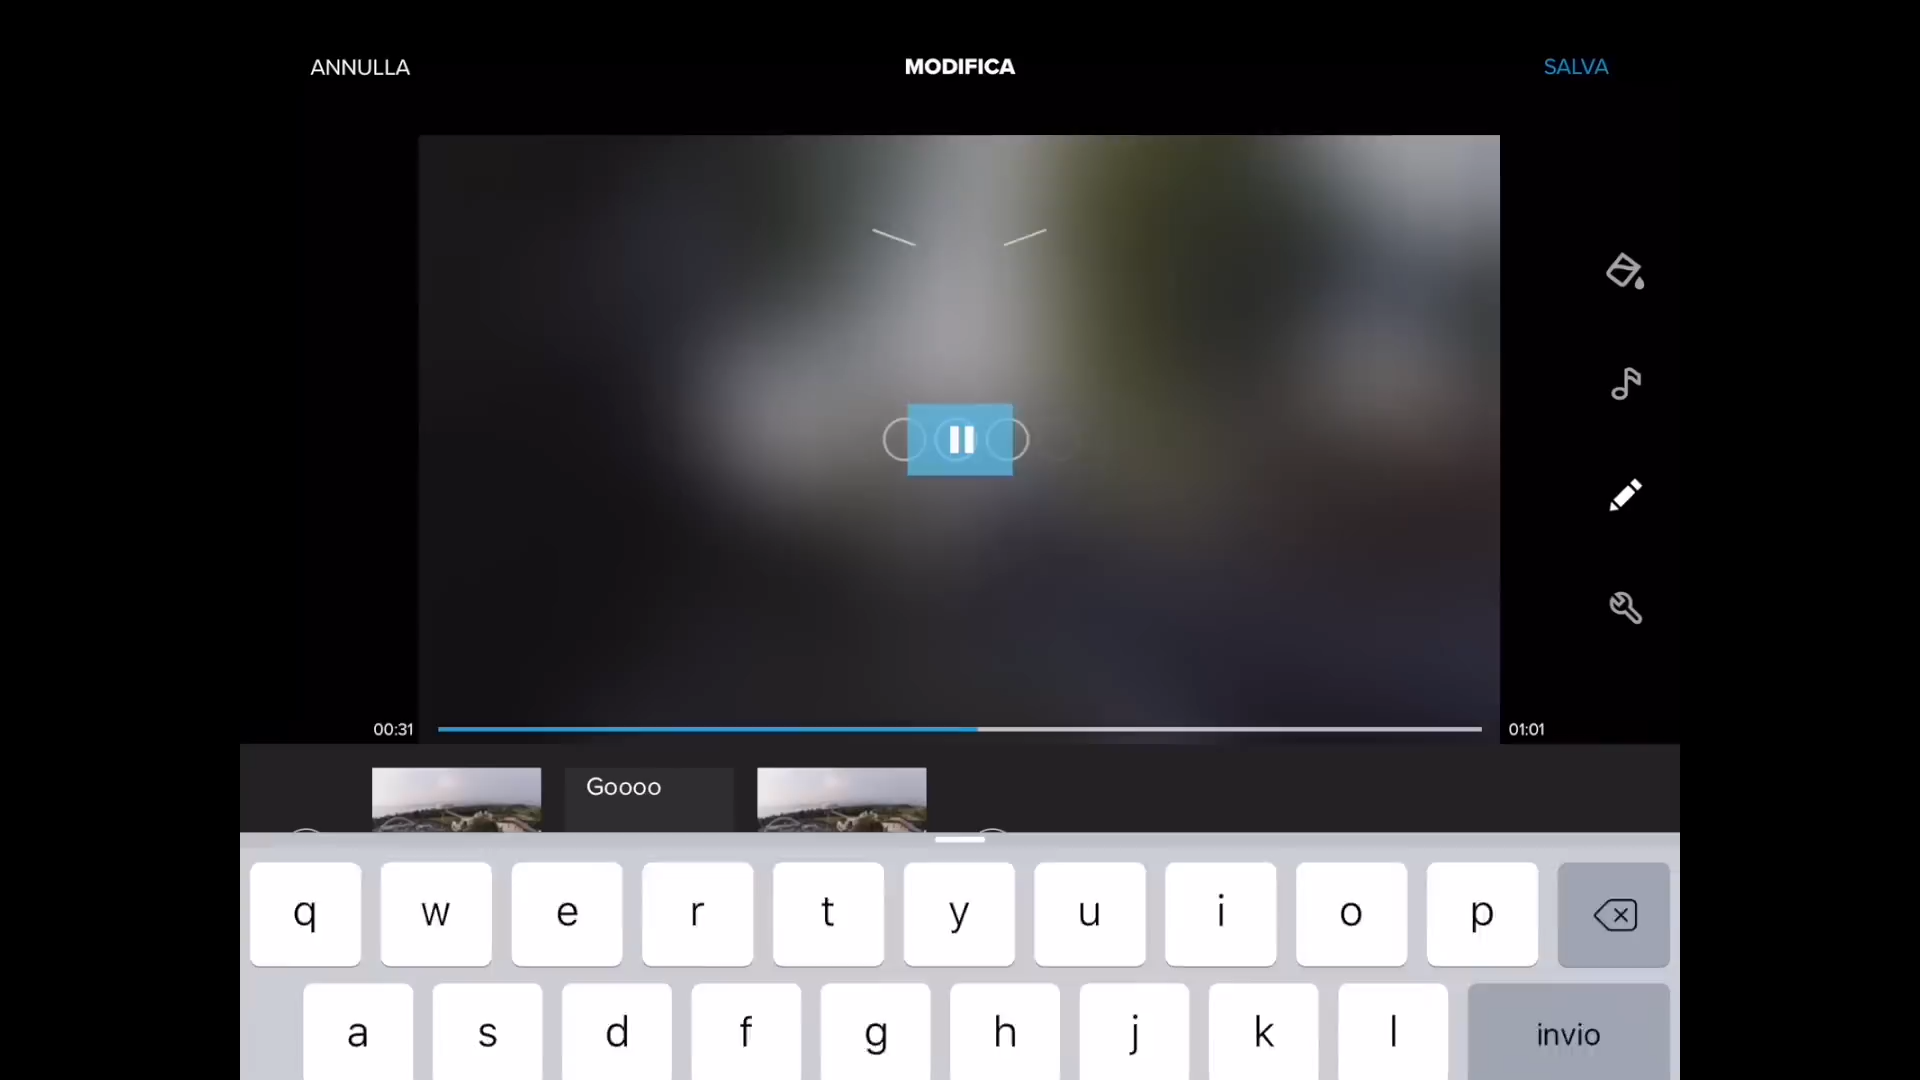 ANNULLA
MODIFICA
SALVA
00:31
01:01
Goooo
q w e r t y u i o p
a s d f g h j k l invio